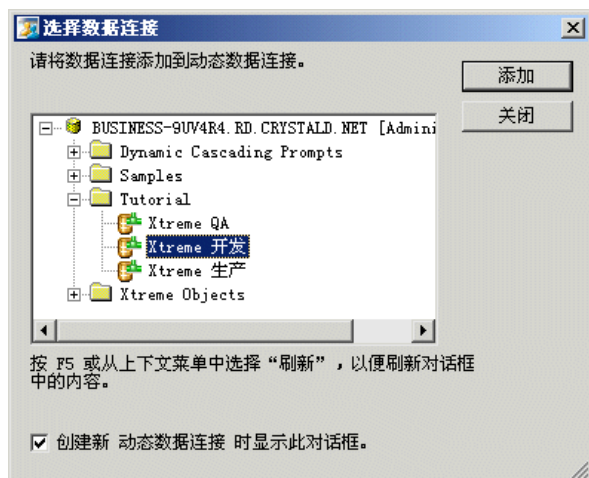 选择数据连接
请将数据连接添加到动态数据连接。
添加
关闭
BUSINESS-9UV4R4.RD.CRYSTALD.NET [Admini
Dynamic Cascading Prompts
Samples
Tutorial
Xtreme QA
Xtreme 开发
Xtreme 生产
Xtreme Objects
按 F5 或从上下文菜单中选择“刷新”，以便刷新对话框
中的内容。
创建新 动态数据连接 时显示此对话框。